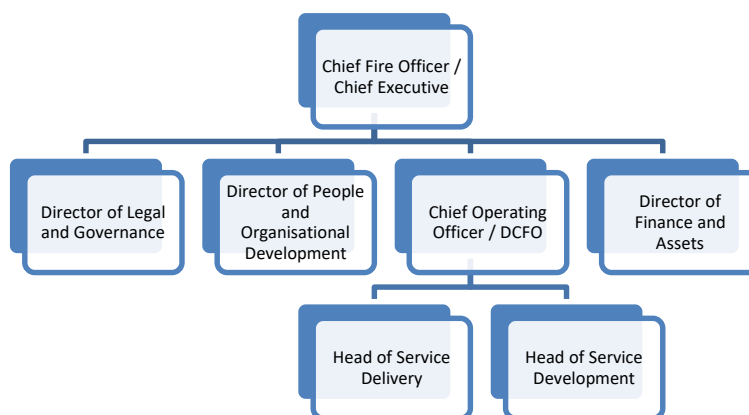 Chief Fire Officer /
Chief Executive
Director of Legal
and Governance
Director of People
and
Organisational
Development
Chief Operating
Officer / DCFO
Director of
Finance and
Assets
Head of Service
Delivery
Head of Service
Development